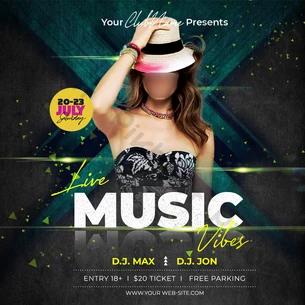 Your Club Name Presents
20-23
JULY
Saturday
Live
MUSIC
Vibes
D.J. MAX
D.J. JON
ENTRY 18+ | $20 TICKET | FREE PARKING
WWW.YOUR WEB-SITE.COM